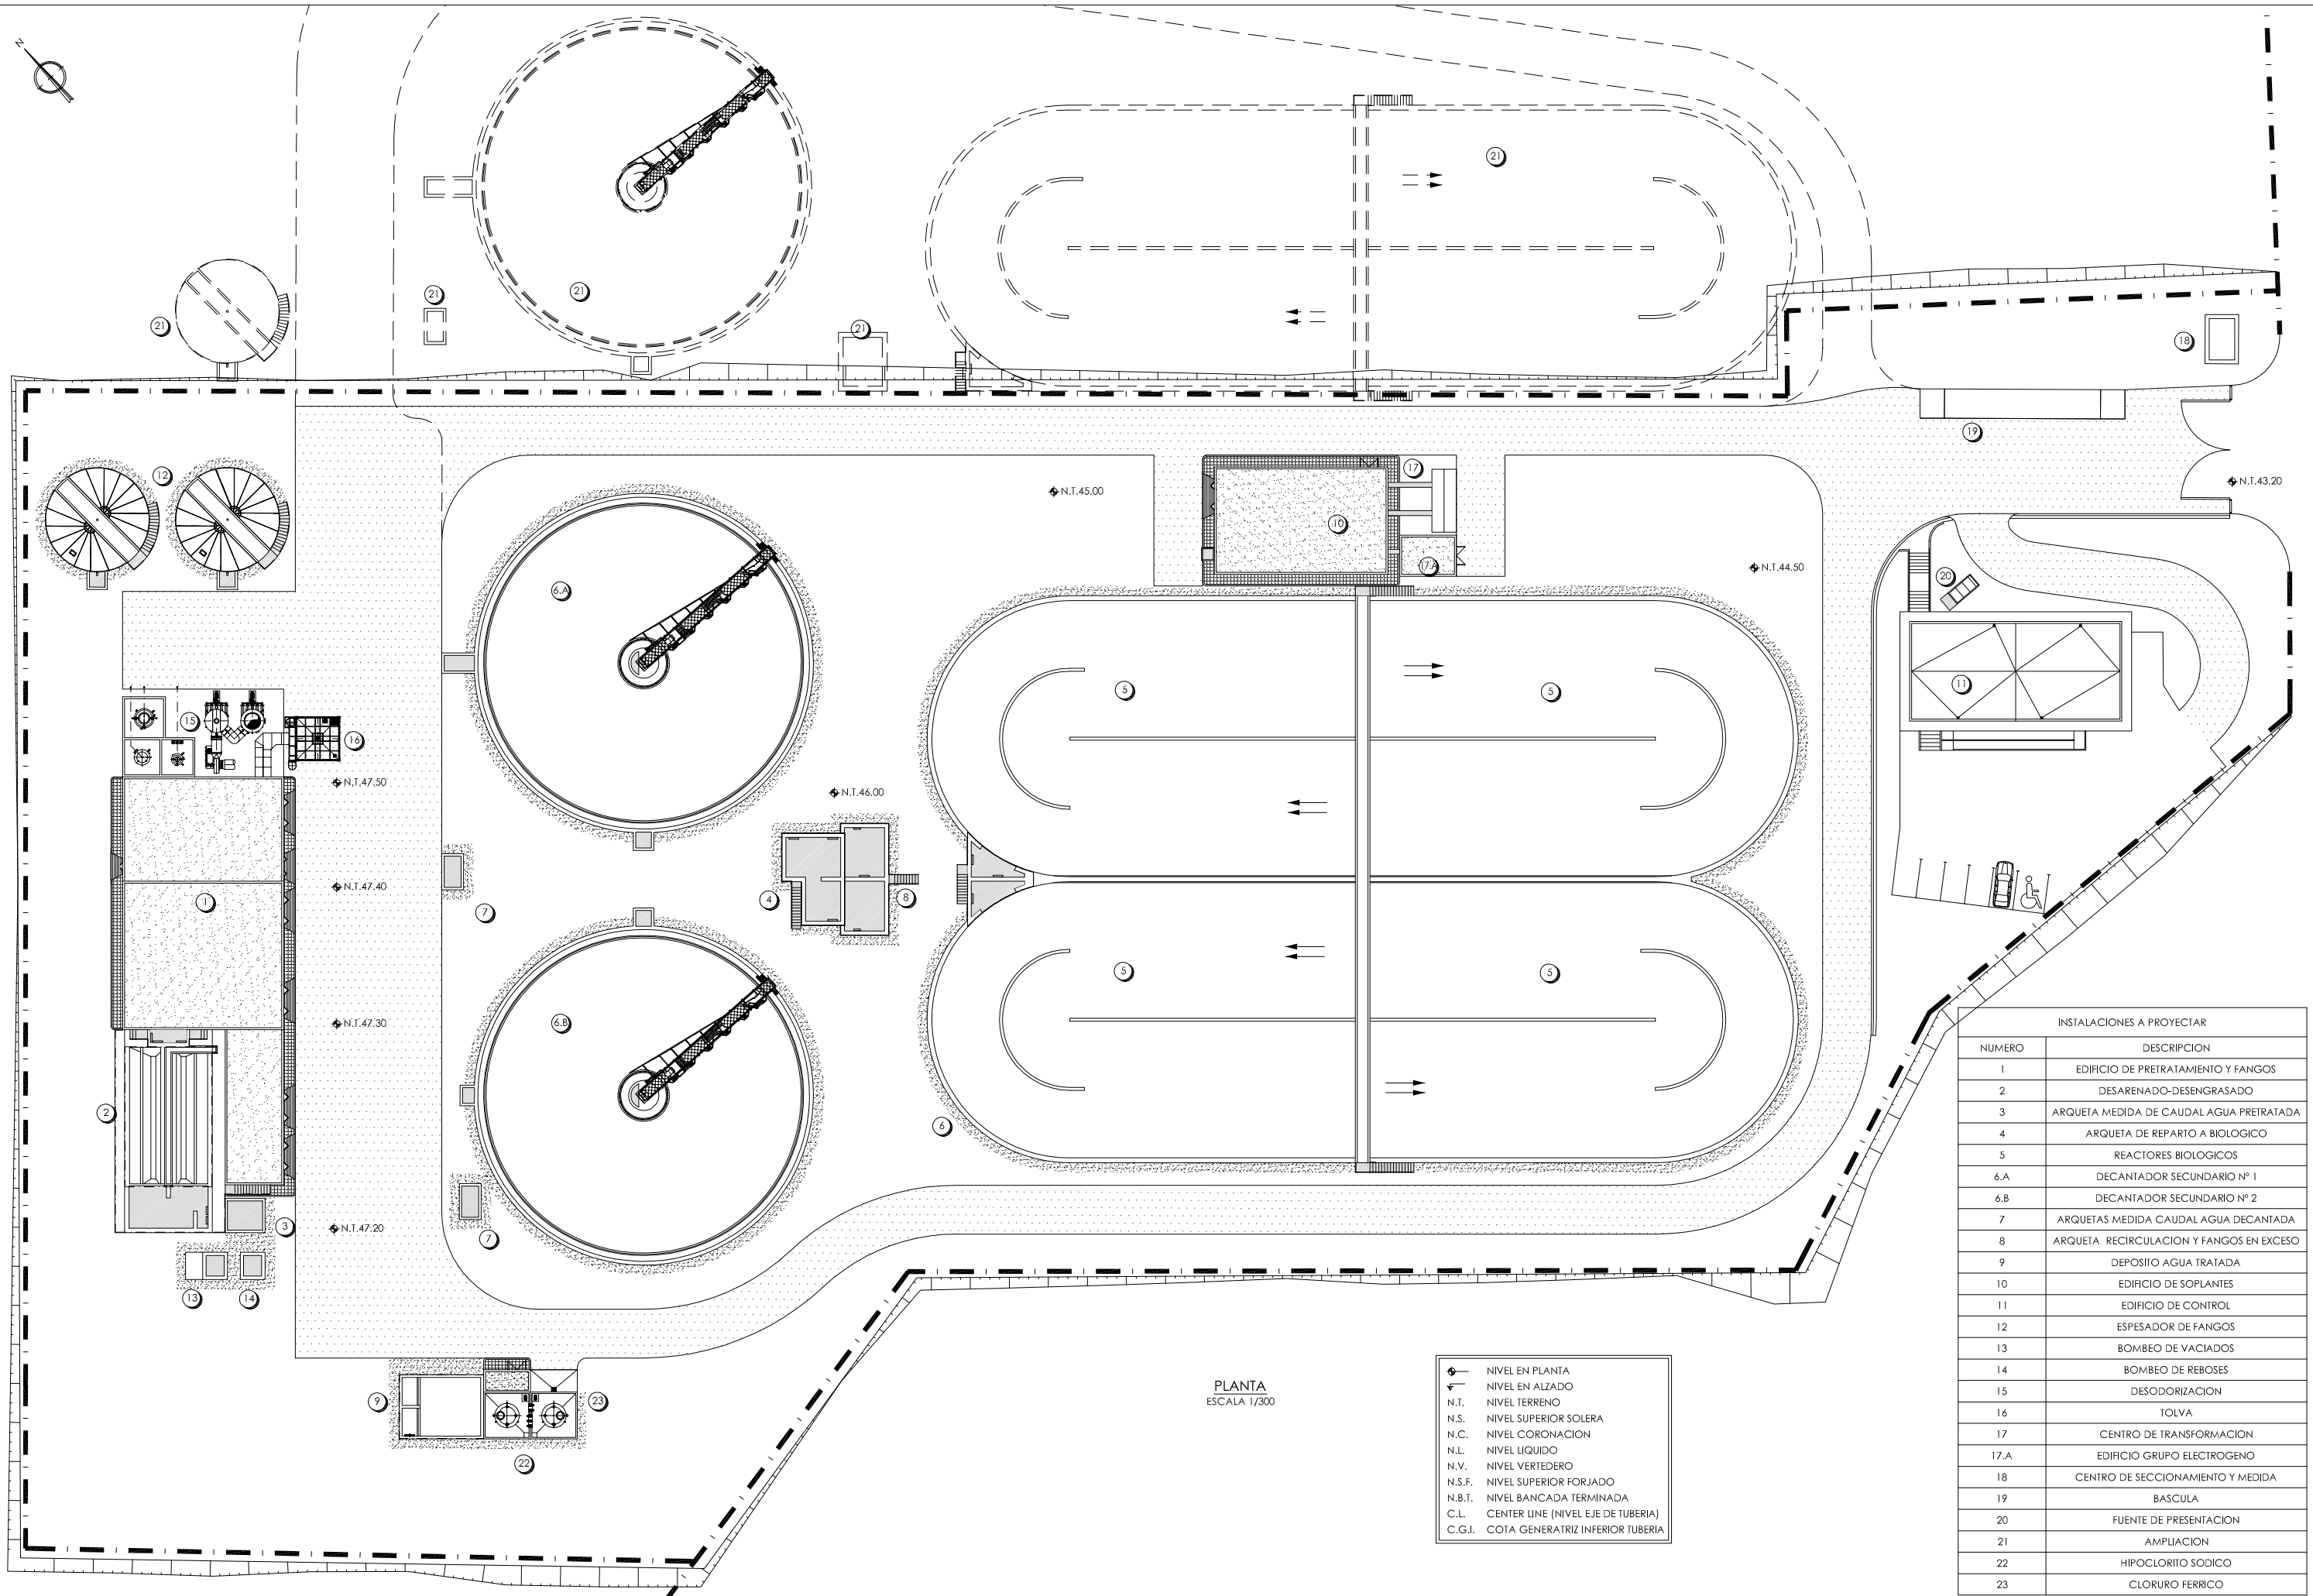 N
21
21
21
21
21
18
19
12
17
N.T.45.00
N.T.43.20
10
17.A
N.T.44.50
20
6.A
11
5
5
15
16
N.T.47.50
N.T.46.00
N.T.47.40
1
4
8
7
5
5
N.T.47.30
6.B
2
6
3
N.T.47.20
7
13
14
9
23
22
PLANTA
ESCALA 1/300
NIVEL EN PLANTA
NIVEL EN ALZADO
N.T. NIVEL TERRENO
N.S. NIVEL SUPERIOR SOLERA
N.C. NIVEL CORONACION
N.L. NIVEL LIQUIDO
N.V. NIVEL VERTEDERO
N.S.F. NIVEL SUPERIOR FORJADO
N.B.T. NIVEL BANCADA TERMINADA
C.L. CENTER LINE (NIVEL EJE DE TUBERIA)
C.G.I. COTA GENERATRIZ INFERIOR TUBERIA
INSTALACIONES A PROYECTAR
NUMERO DESCRIPCION
1 EDIFICIO DE PRETRATAMIENTO Y FANGOS
2 DESARENADO-DESENGRASADO
3 ARQUETA MEDIDA DE CAUDAL AGUA PRETRATADA
4 ARQUETA DE REPARTO A BIOLOGICO
5 REACTORES BIOLOGICOS
6.A DECANTADOR SECUNDARIO Nº 1
6.B DECANTADOR SECUNDARIO Nº 2
7 ARQUETAS MEDIDA CAUDAL AGUA DECANTADA
8 ARQUETA RECIRCULACION Y FANGOS EN EXCESO
9 DEPOSITO AGUA TRATADA
10 EDIFICIO DE SOPLANTES
11 EDIFICIO DE CONTROL
12 ESPESADOR DE FANGOS
13 BOMBEO DE VACIADOS
14 BOMBEO DE REBOSES
15 DESODORIZACION
16 TOLVA
17 CENTRO DE TRANSFORMACION
17.A EDIFICIO GRUPO ELECTROGENO
18 CENTRO DE SECCIONAMIENTO Y MEDIDA
19 BASCULA
20 FUENTE DE PRESENTACION
21 AMPLIACION
22 HIPOCLORITO SODICO
23 CLORURO FERRICO